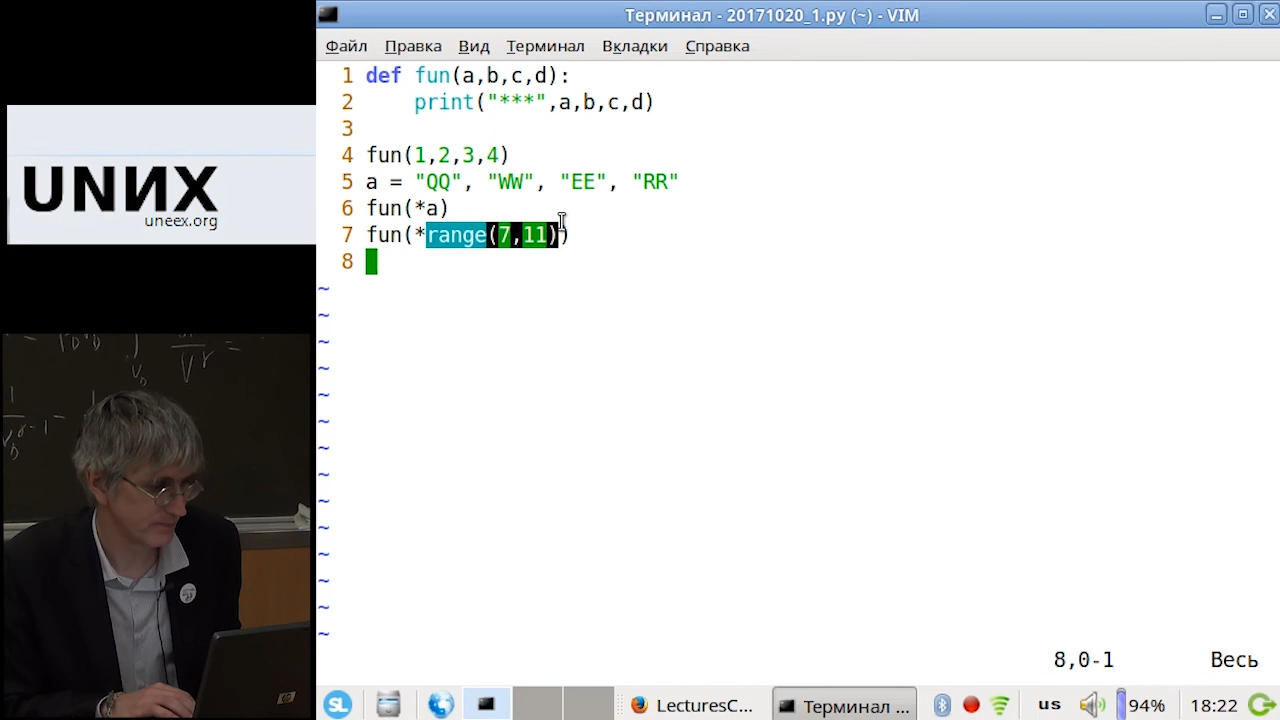 Терминал - 20171020_1.py (~) - VIM
Файл Правка Вид Терминал Вкладки Справка
1 def fun(a,b,c,d):
2     print("***",a,b,c,d)
3
4 fun(1,2,3,4)
5 a = "QQ", "WW", "EE", "RR"
6 fun(*a)
7 fun(*range(7,11))
8
~
~
~
~
~
~
~
~
~
~
~
~
~
~
8,0-1 Весь
UNИX
uneex.org
SL LecturesC... Терминал ... us 94% 18:22
hp